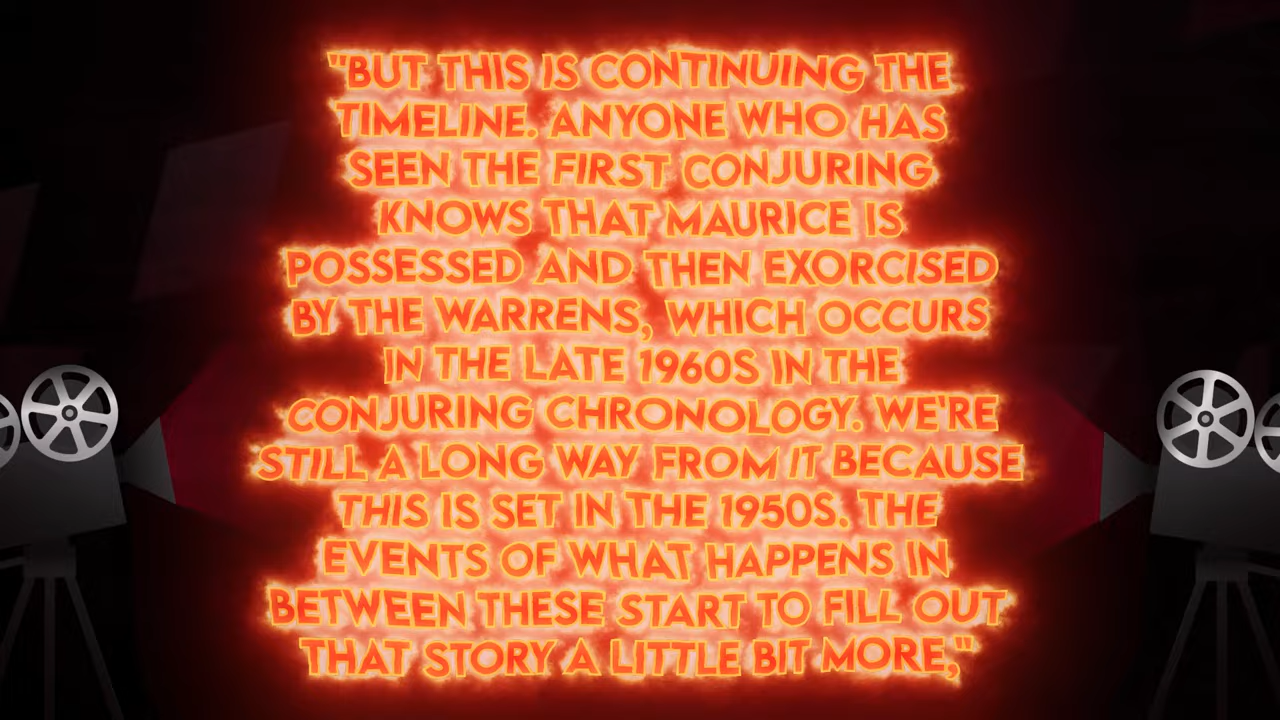 "BUT THIS IS CONTINUING THE
TIMELINE. ANYONE WHO HAS
SEEN THE FIRST CONJURING
KNOWS THAT MAURICE IS
POSSESSED AND THEN EXORCISED
BY THE WARRENS, WHICH OCCURS
IN THE LATE 1960S IN THE
CONJURING CHRONOLOGY. WE'RE
STILL A LONG WAY FROM IT BECAUSE
THIS IS SET IN THE 1950S. THE
EVENTS OF WHAT HAPPENS IN
BETWEEN THESE START TO FILL OUT
THAT STORY A LITTLE BIT MORE,"